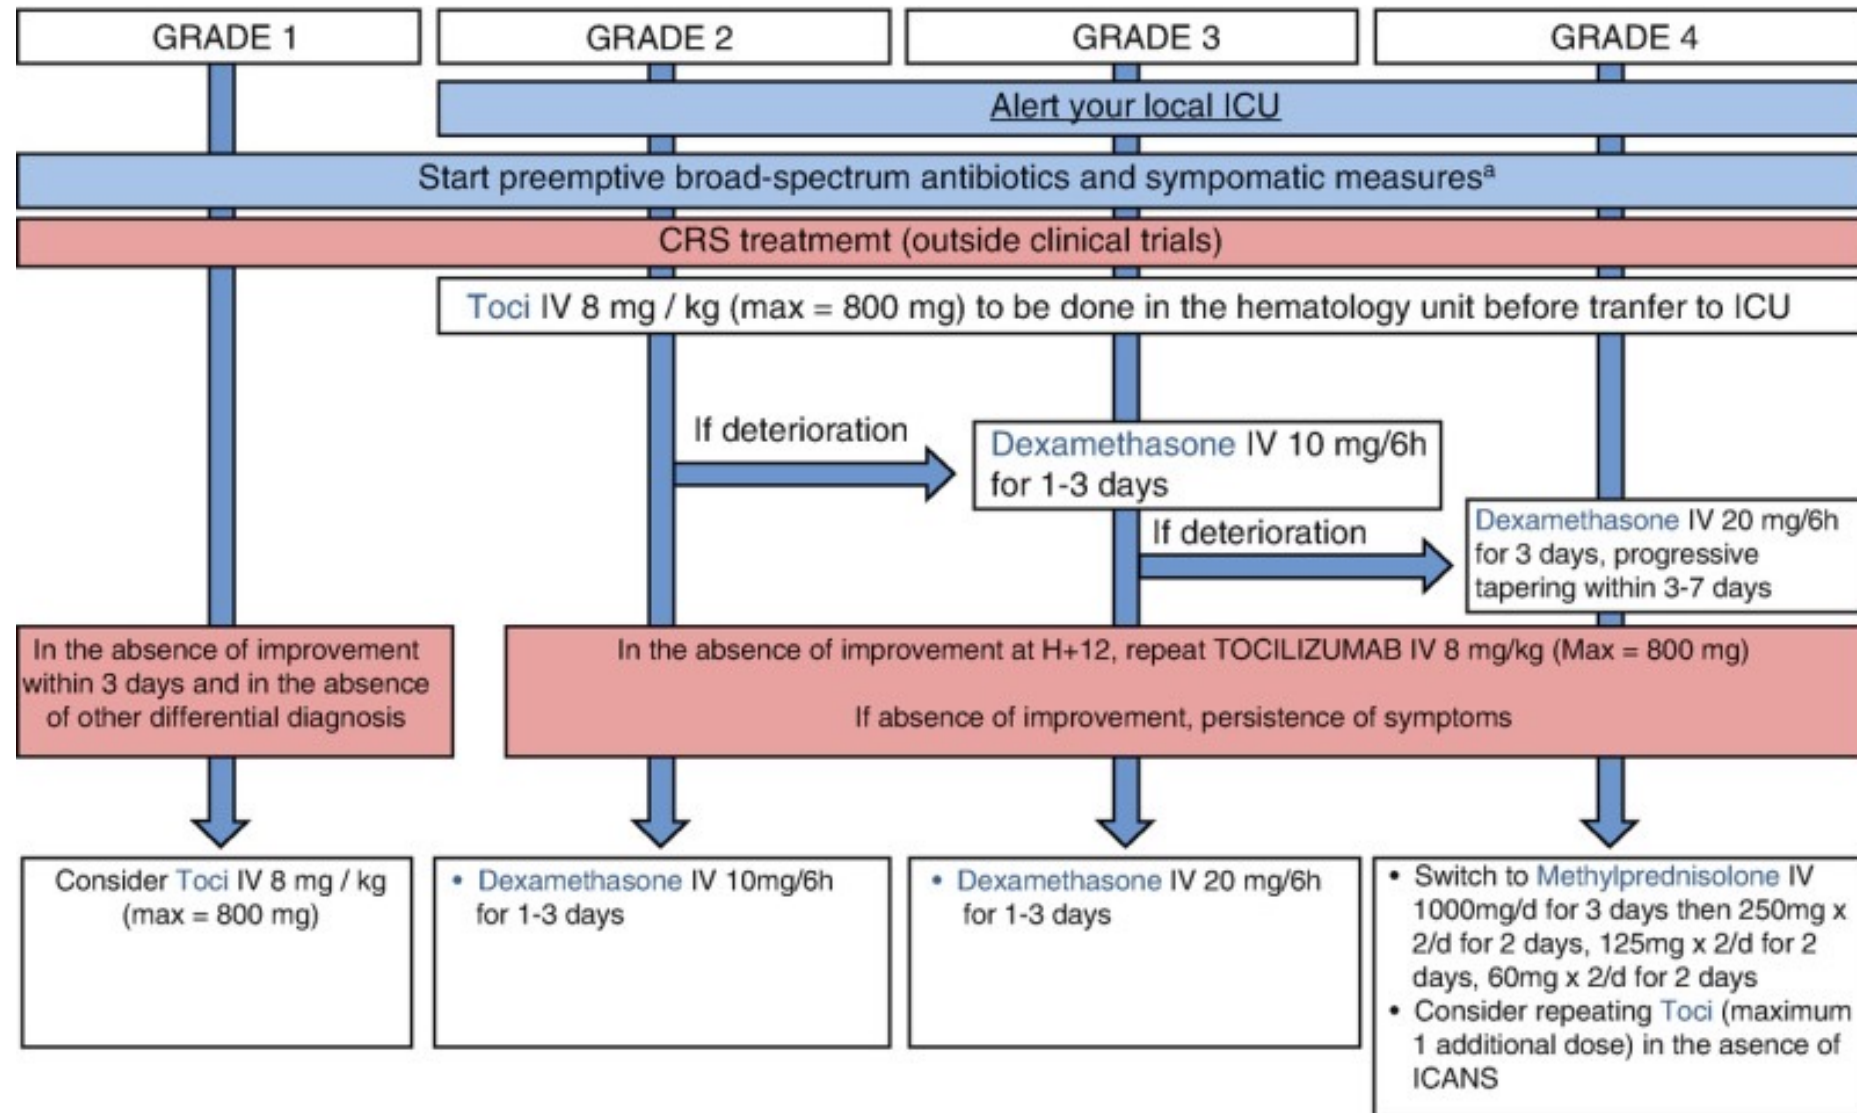 GRADE 1
GRADE 2
GRADE 3
GRADE 4
Alert your local ICU
Start preemptive broad-spectrum antibiotics and sympomatic measuresᵃ
CRS treatmemt (outside clinical trials)
Toci IV 8 mg / kg (max = 800 mg) to be done in the hematology unit before tranfer to ICU
If deterioration
Dexamethasone IV 10 mg/6h
for 1-3 days
If deterioration
Dexamethasone IV 20 mg/6h
for 3 days, progressive
tapering within 3-7 days
In the absence of improvement
within 3 days and in the absence
of other differential diagnosis
In the absence of improvement at H+12, repeat TOCILIZUMAB IV 8 mg/kg (Max = 800 mg)
If absence of improvement, persistence of symptoms
Consider Toci IV 8 mg / kg
(max = 800 mg)
• Dexamethasone IV 10mg/6h
for 1-3 days
• Dexamethasone IV 20 mg/6h
for 1-3 days
• Switch to Methylprednisolone IV
1000mg/d for 3 days then 250mg x
2/d for 2 days, 125mg x 2/d for 2
days, 60mg x 2/d for 2 days
• Consider repeating Toci (maximum
1 additional dose) in the asence of
ICANS